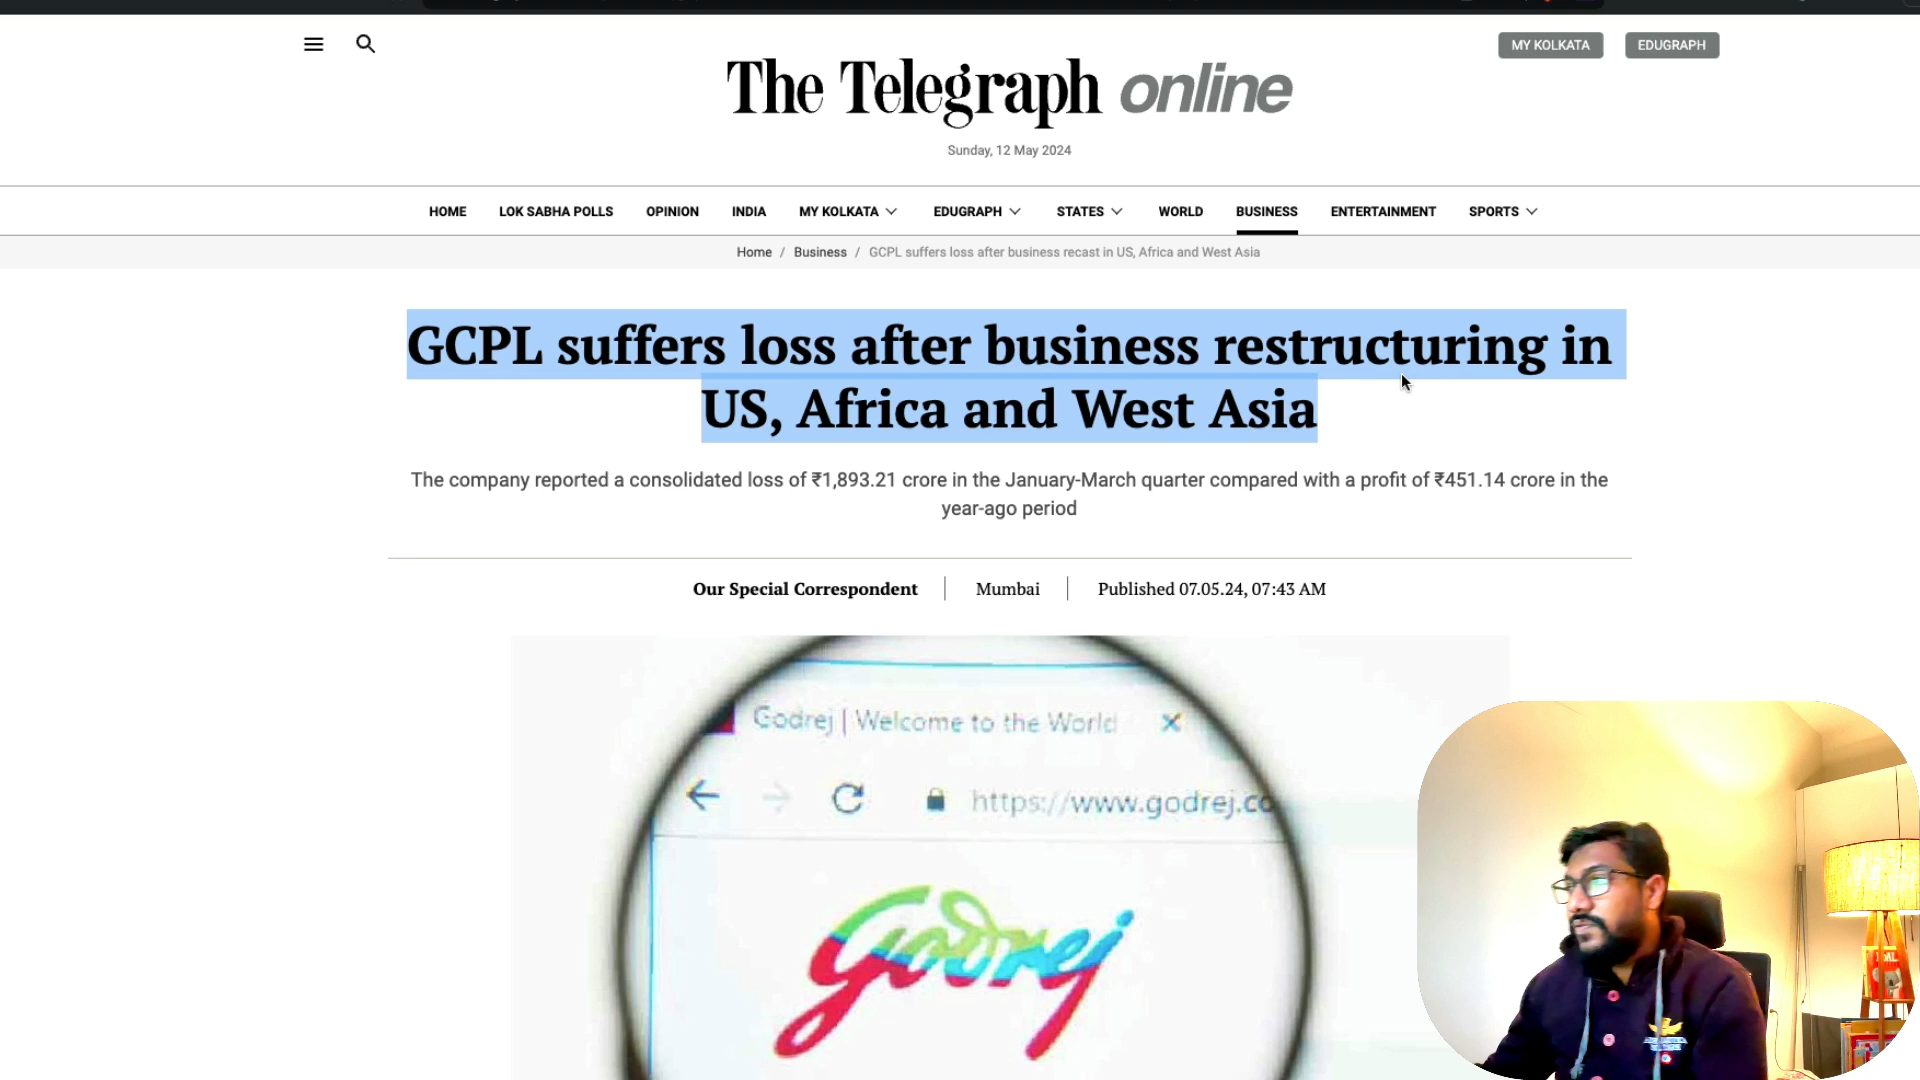 MY KOLKATA
EDUGRAPH
The Telegraph online
Sunday, 12 May 2024
HOME LOK SABHA POLLS OPINION INDIA MY KOLKATA EDUGRAPH STATES WORLD BUSINESS ENTERTAINMENT SPORTS
Home / Business / GCPL suffers loss after business recast in US, Africa and West Asia
GCPL suffers loss after business restructuring in
US, Africa and West Asia
The company reported a consolidated loss of ₹1,893.21 crore in the January-March quarter compared with a profit of ₹451.14 crore in the
year-ago period
Our Special Correspondent | Mumbai | Published 07.05.24, 07:43 AM
Godrej | Welcome to the World
https://www.godrej.co
Godrej